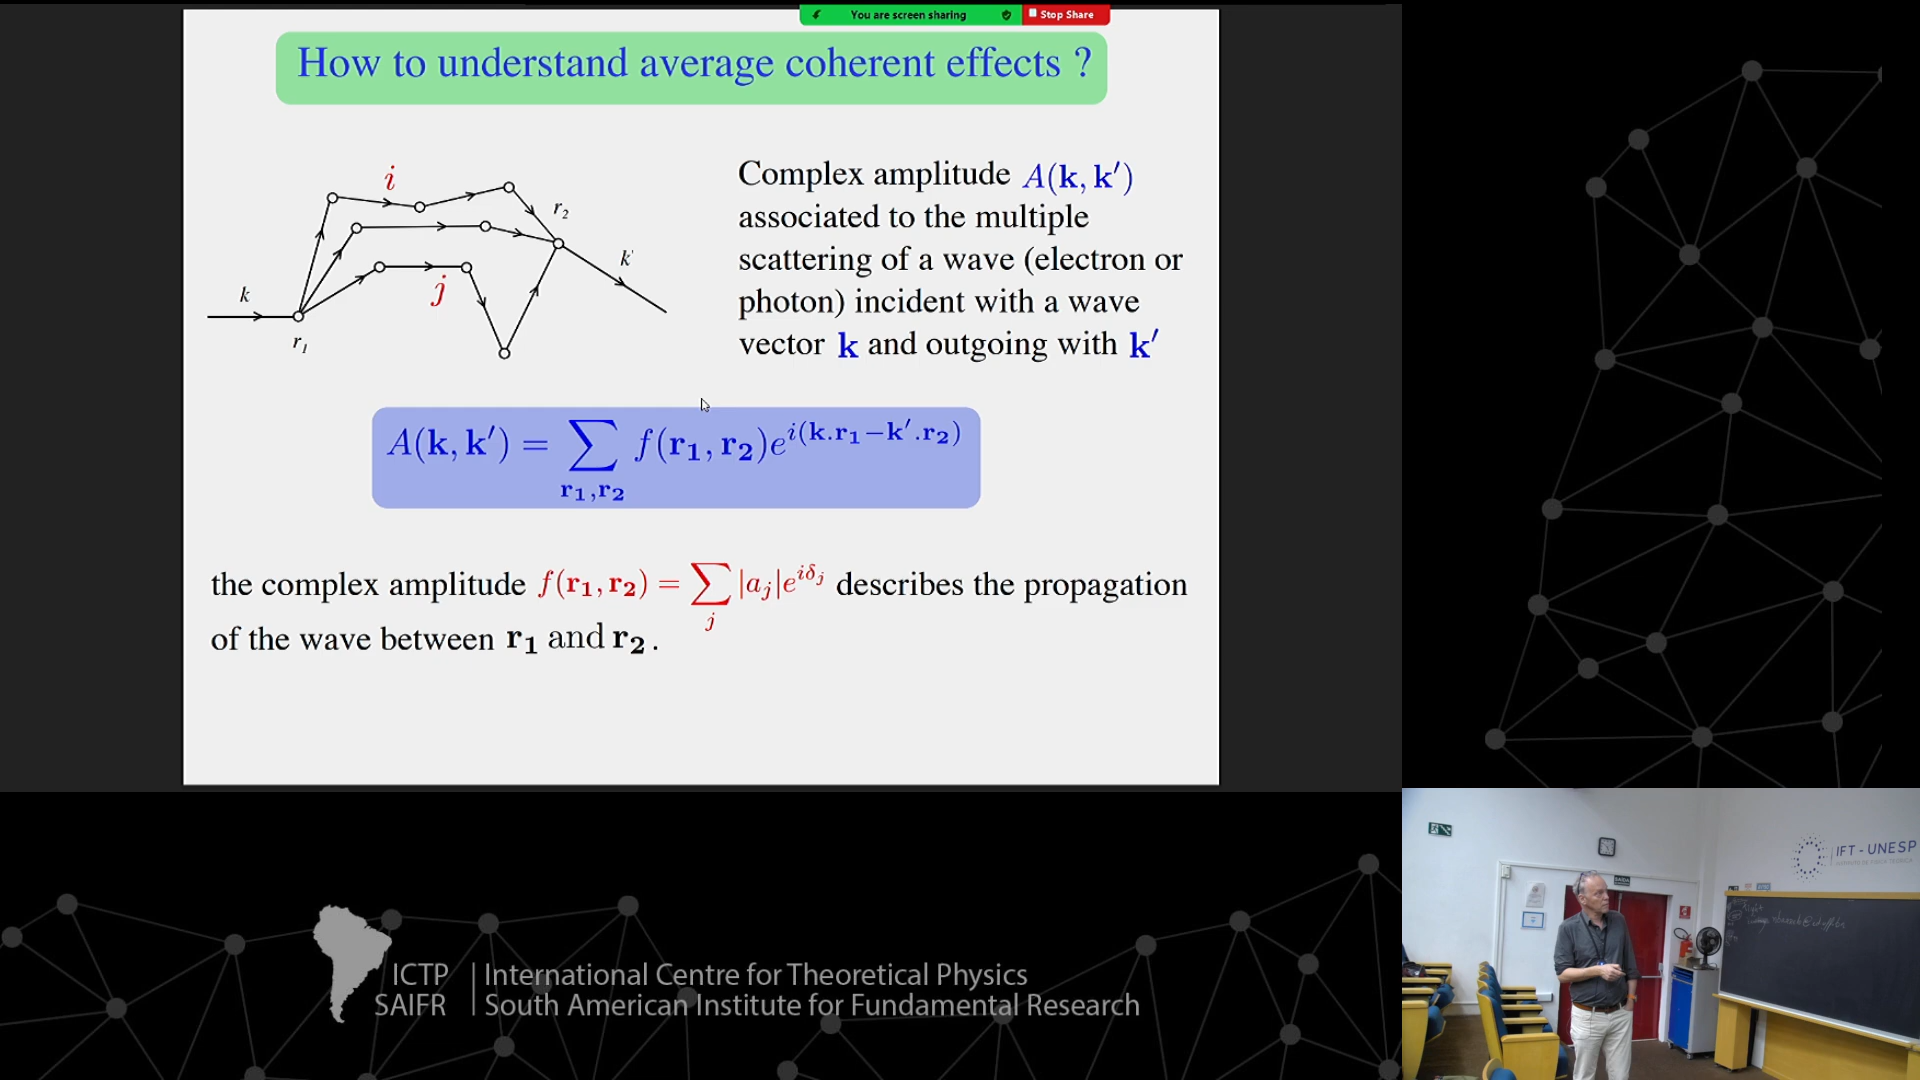 You are screen sharing
Stop Share
How to understand average coherent effects ?
i
r2
k'
j
k
r1
Complex amplitude A(k, k′)
associated to the multiple
scattering of a wave (electron or
photon) incident with a wave
vector k and outgoing with k′
A(k, k′) = ∑ f(r1, r2)e^{i(k.r1−k′.r2)}
r1,r2
the complex amplitude f(r1, r2) = ∑ |aj|e^{iδj} describes the propagation
j
of the wave between r1 and r2 .
IFT - UNESP
ICTP | International Centre for Theoretical Physics
SAIFR | South American Institute for Fundamental Research